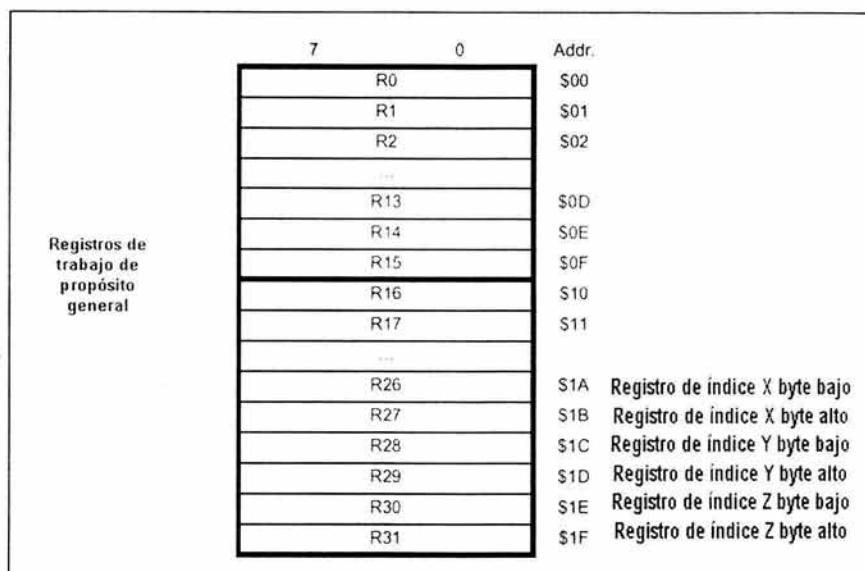 7 0 Addr.
R0 $00
R1 $01
R2 $02
...
R13 $0D
R14 $0E
R15 $0F
Registros de
trabajo de
propósito
general
R16 $10
R17 $11
...
R26 $1A Registro de índice X byte bajo
R27 $1B Registro de índice X byte alto
R28 $1C Registro de índice Y byte bajo
R29 $1D Registro de índice Y byte alto
R30 $1E Registro de índice Z byte bajo
R31 $1F Registro de índice Z byte alto